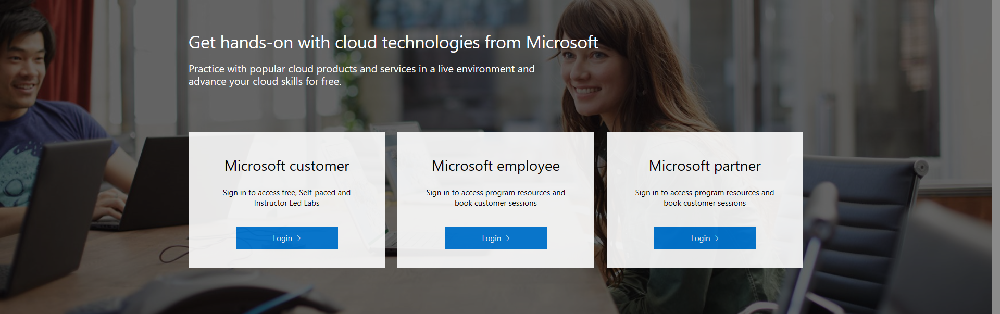 Get hands-on with cloud technologies from Microsoft
Practice with popular cloud products and services in a live environment and
advance your cloud skills for free.
Microsoft customer
Sign in to access free, Self-paced and
Instructor Led Labs
Login
Microsoft employee
Sign in to access program resources and
book customer sessions
Login
Microsoft partner
Sign in to access program resources and
book customer sessions
Login